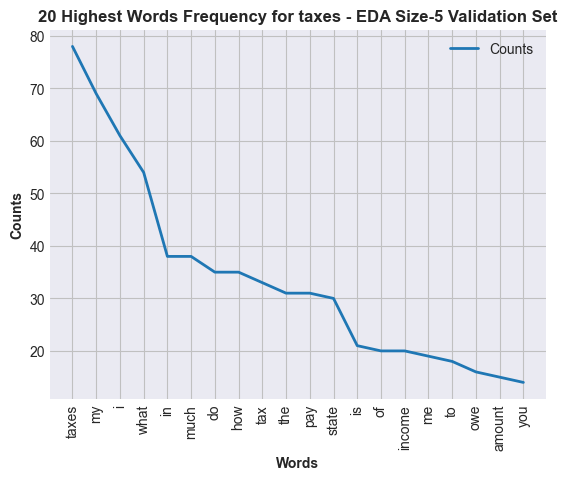 20 Highest Words Frequency for taxes - EDA Size-5 Validation Set
Counts
80
70
60
50
40
30
20
Counts
taxes
my
i
what
in
much
do
how
tax
the
pay
state
is
of
income
me
to
owe
amount
you
Words